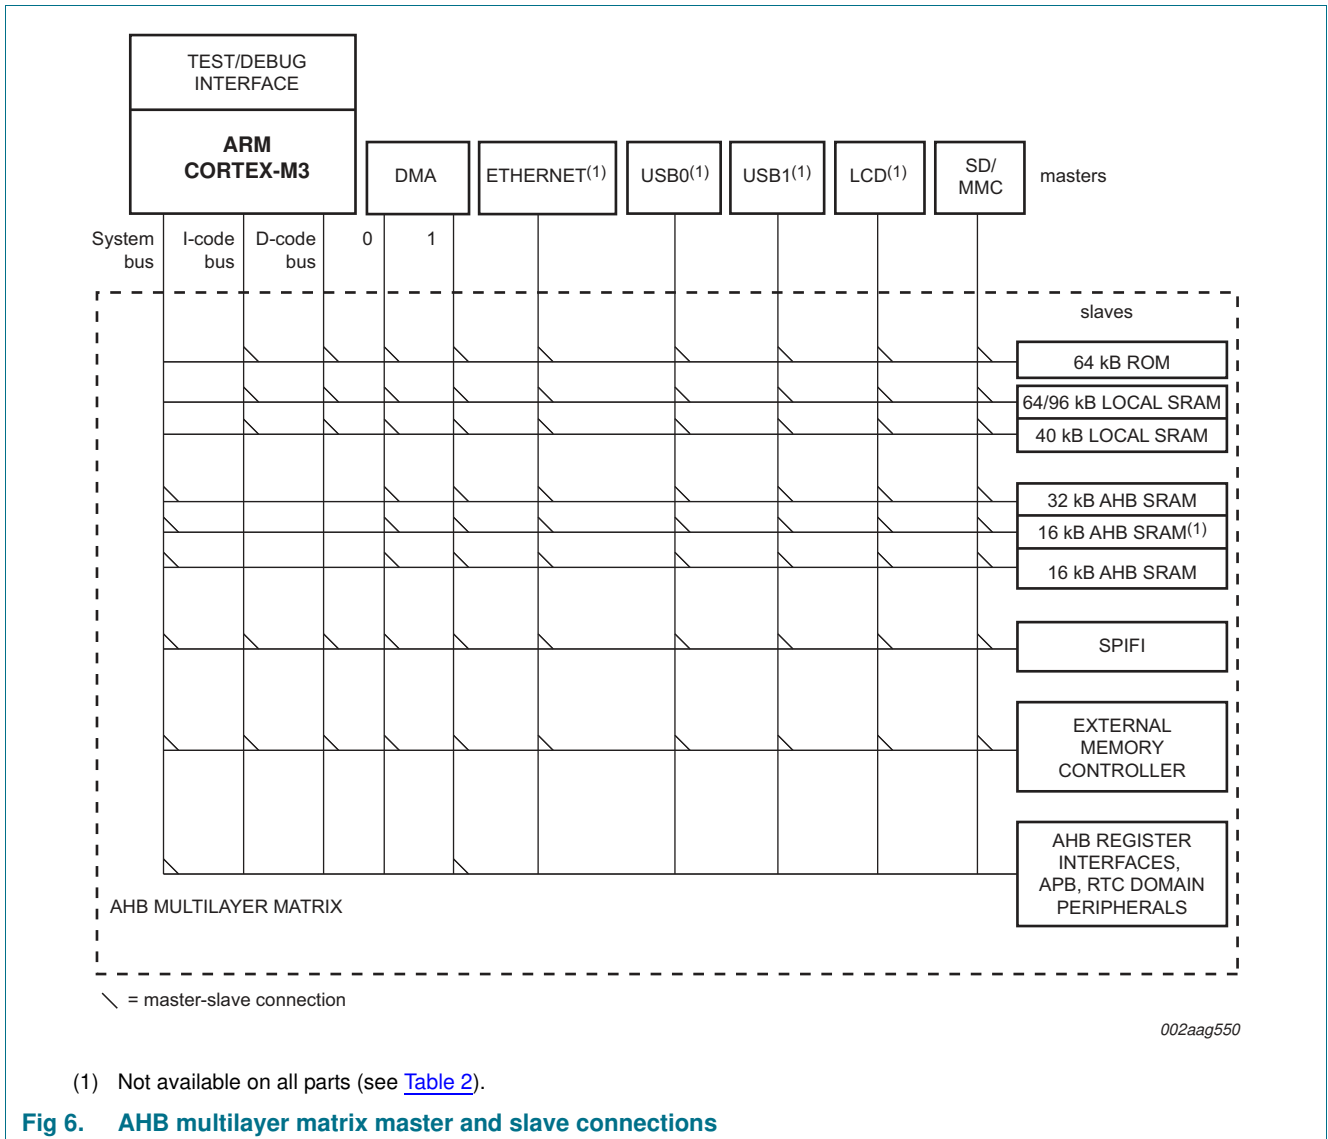 TEST/DEBUG
INTERFACE
ARM
CORTEX-M3
DMA
ETHERNET(1)
USB0(1)
USB1(1)
LCD(1)
SD/
MMC
masters
System
bus
I-code
bus
D-code
bus
0
1
slaves
64 kB ROM
64/96 kB LOCAL SRAM
40 kB LOCAL SRAM
32 kB AHB SRAM
16 kB AHB SRAM(1)
16 kB AHB SRAM
SPIFI
EXTERNAL
MEMORY
CONTROLLER
AHB REGISTER
INTERFACES,
APB, RTC DOMAIN
PERIPHERALS
AHB MULTILAYER MATRIX
= master-slave connection
002aag550
(1) Not available on all parts (see Table 2).
Fig 6. AHB multilayer matrix master and slave connections